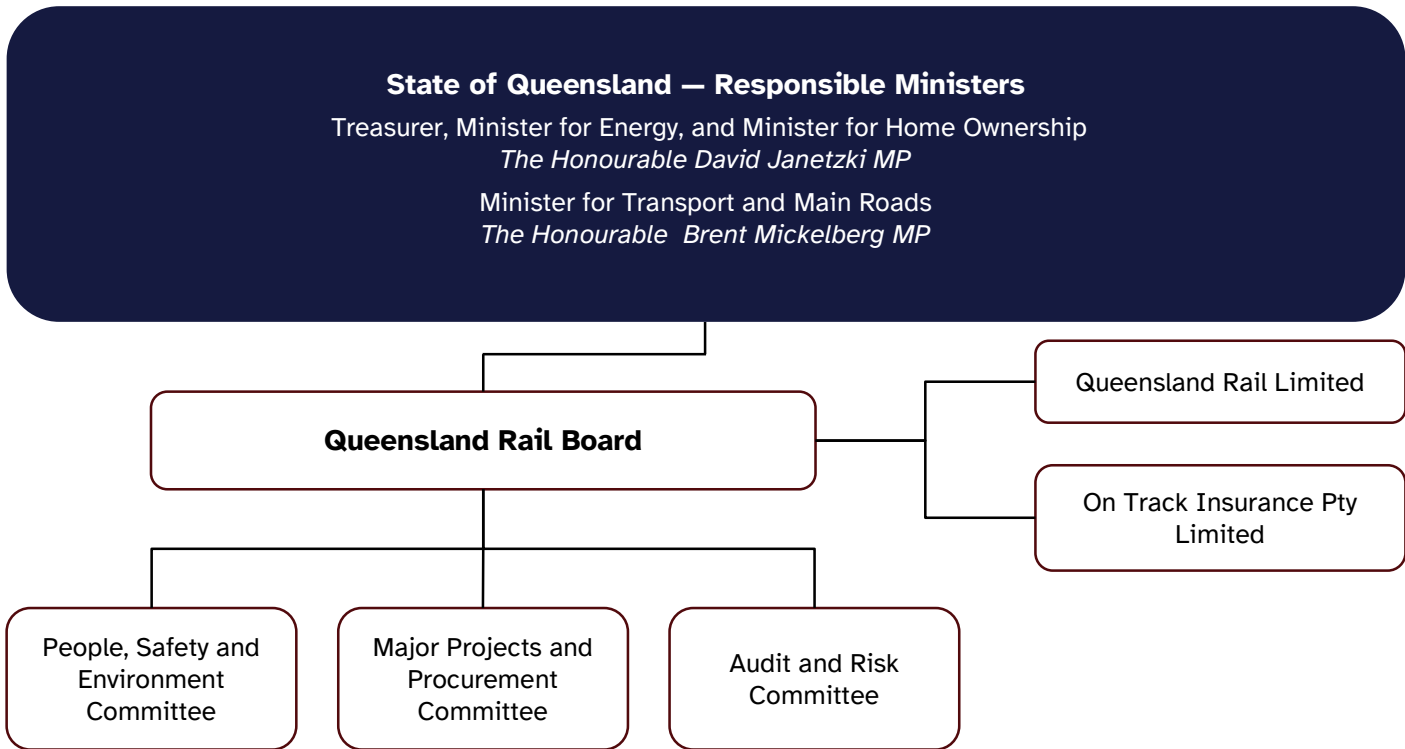 State of Queensland — Responsible Ministers
Treasurer, Minister for Energy, and Minister for Home Ownership
The Honourable David Janetzki MP
Minister for Transport and Main Roads
The Honourable  Brent Mickelberg MP
Queensland Rail Limited
Queensland Rail Board
On Track Insurance Pty
Limited
People, Safety and
Environment
Committee
Major Projects and
Procurement
Committee
Audit and Risk
Committee